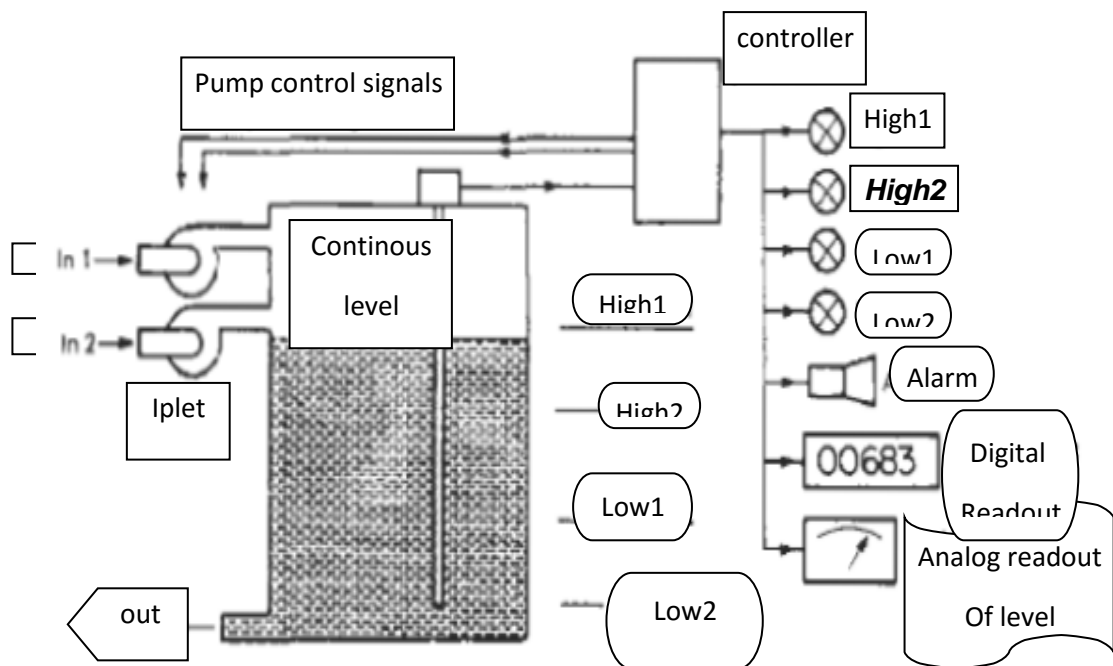 controller
Pump control signals
High1
High2
Low1
Low2
Alarm
00683
Digital
Readout
Analog readout
Of level
In 1
In 2
Iplet
Continous
level
High1
High2
Low1
Low2
out